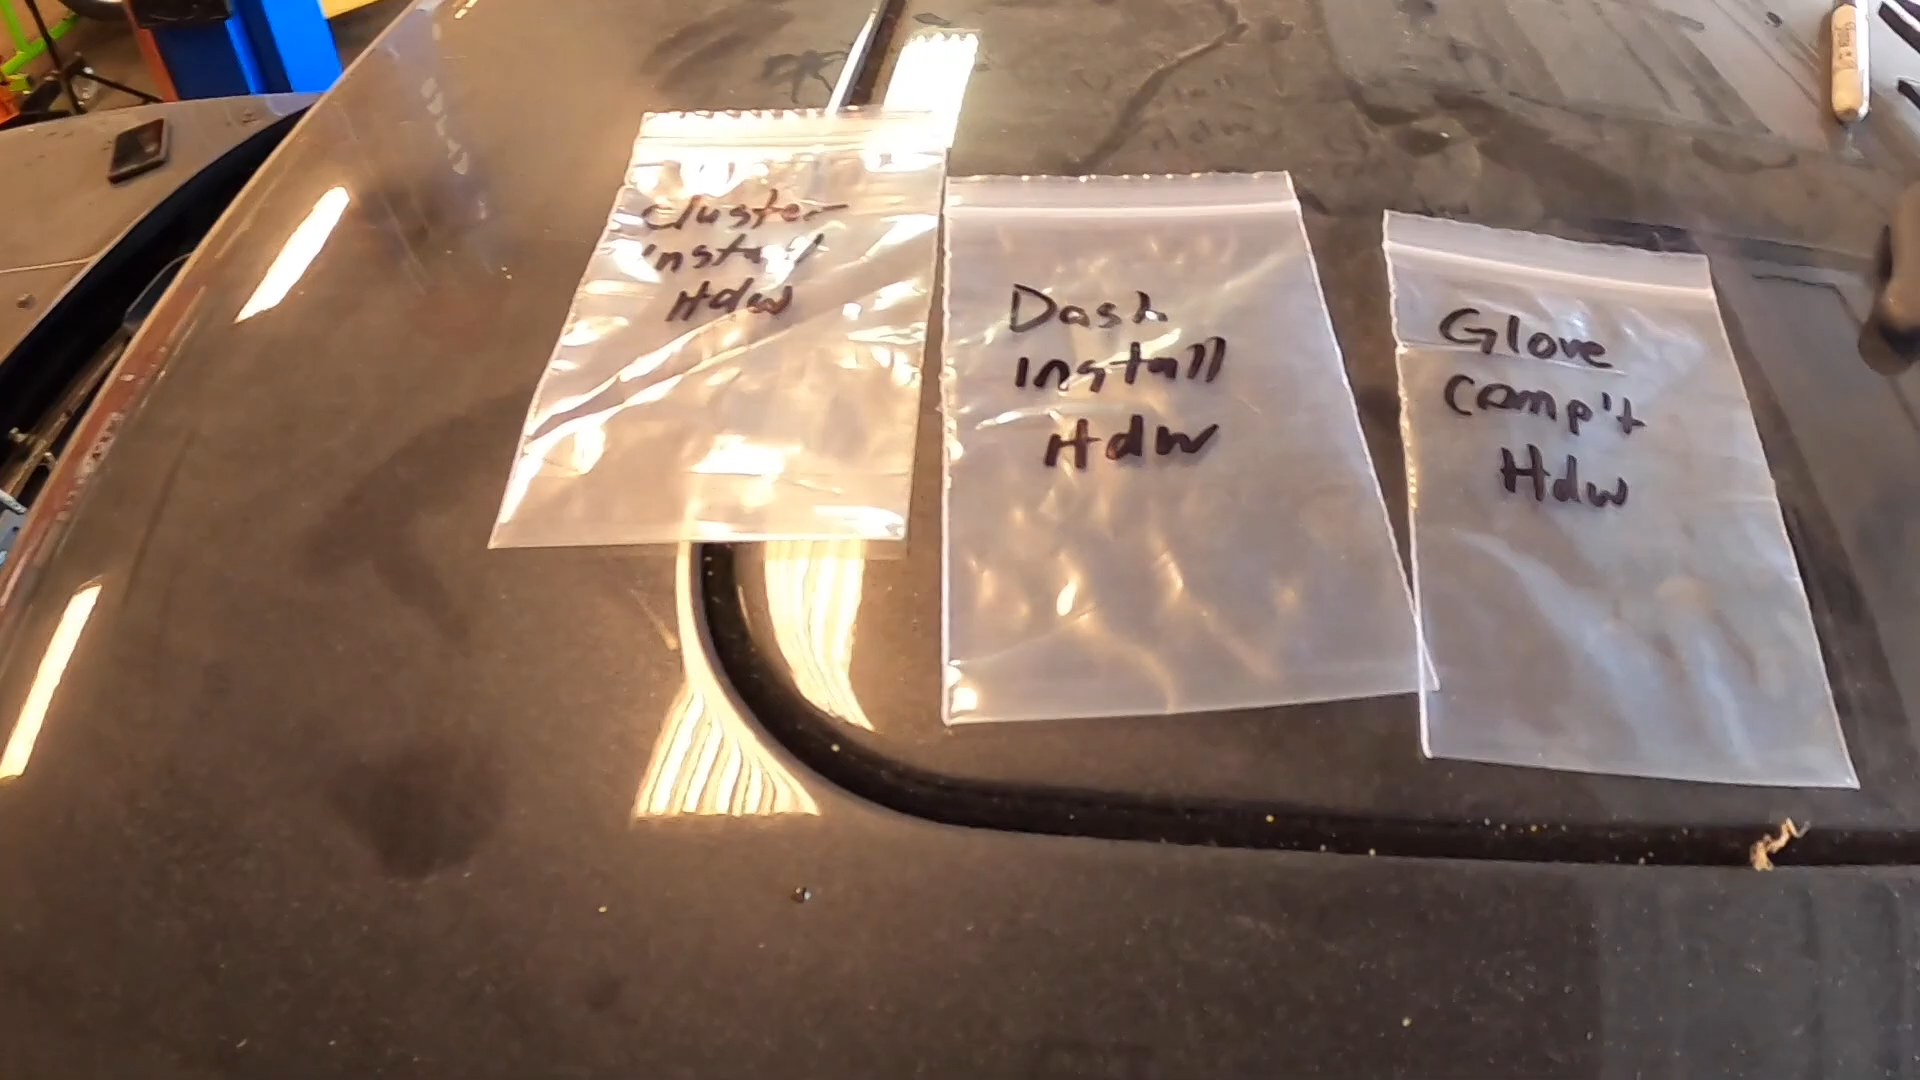 Cluster
install
Hdw
Dash
install
Hdw
Glove
comp't
Hdw